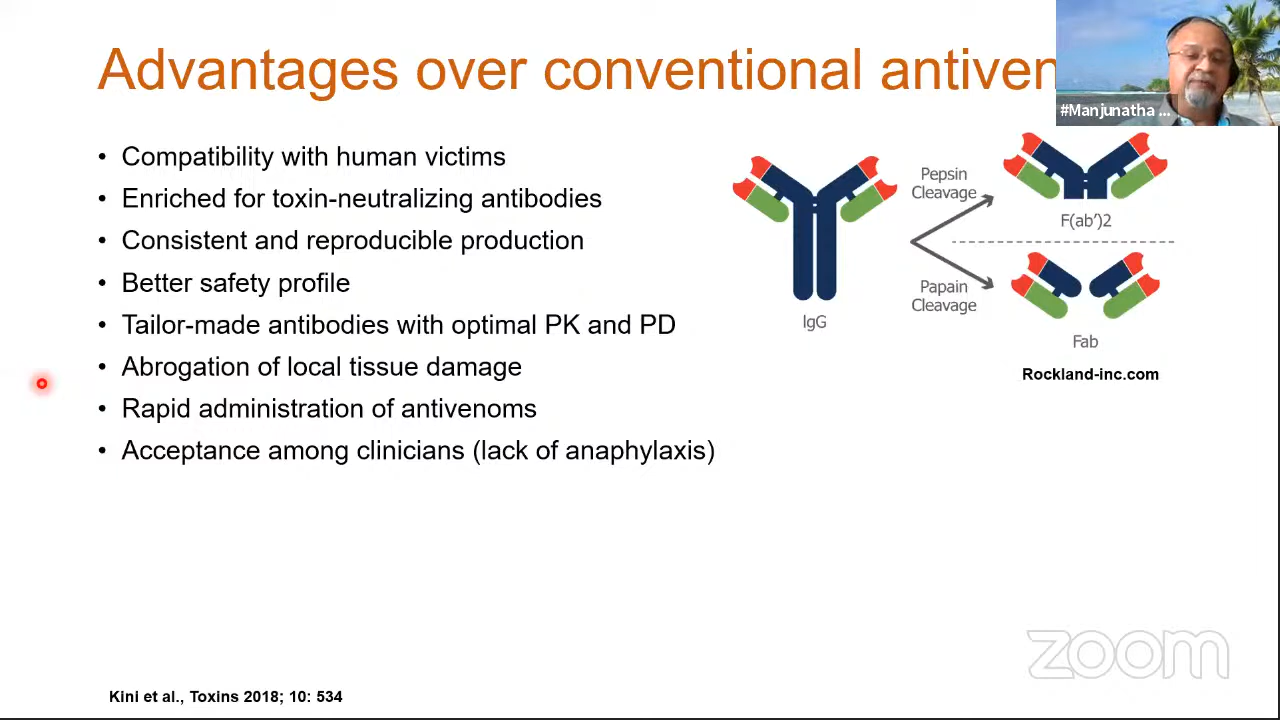 Advantages over conventional antiven
#Manjunatha ...
• Compatibility with human victims
• Enriched for toxin-neutralizing antibodies
• Consistent and reproducible production
• Better safety profile
• Tailor-made antibodies with optimal PK and PD
• Abrogation of local tissue damage
• Rapid administration of antivenoms
• Acceptance among clinicians (lack of anaphylaxis)
IgG
Pepsin
Cleavage
F(ab′)2
Papain
Cleavage
Fab
Rockland-inc.com
zoom
Kini et al., Toxins 2018; 10: 534